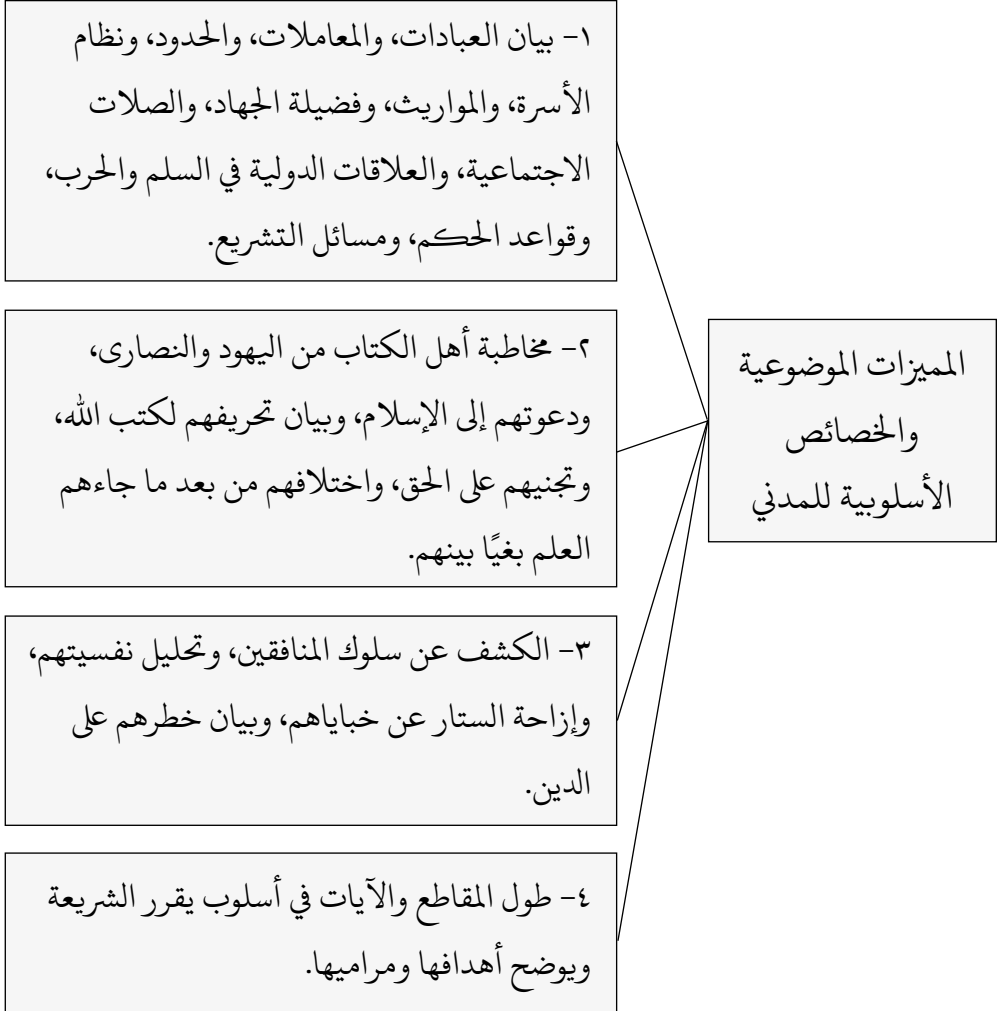 المميزات الموضوعية
والخصائص
الأسلوبية للمدني
١- بيان العبادات، والمعاملات، والحدود، ونظام
الأسرة، والمواريث، وفضيلة الجهاد، والصلات
الاجتماعية، والعلاقات الدولية في السلم والحرب،
وقواعد الحكم، ومسائل التشريع.
٢- مخاطبة أهل الكتاب من اليهود والنصارى،
ودعوتهم إلى الإسلام، وبيان تحريفهم لكتب الله،
وتجنيهم على الحق، واختلافهم من بعد ما جاءهم
العلم بغيًا بينهم.
٣- الكشف عن سلوك المنافقين، وتحليل نفسيتهم،
وإزاحة الستار عن خباياهم، وبيان خطرهم على
الدين.
٤- طول المقاطع والآيات في أسلوب يقرر الشريعة
ويوضح أهدافها ومراميها.